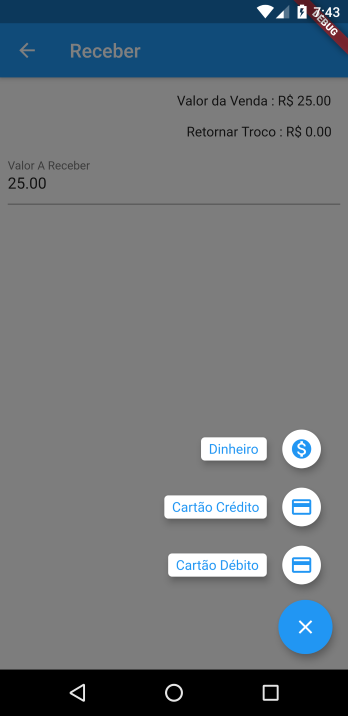 7:43
DEBUG
Receber
Valor da Venda : R$ 25.00
Retornar Troco : R$ 0.00
Valor A Receber
25.00
Dinheiro
Cartão Crédito
Cartão Débito